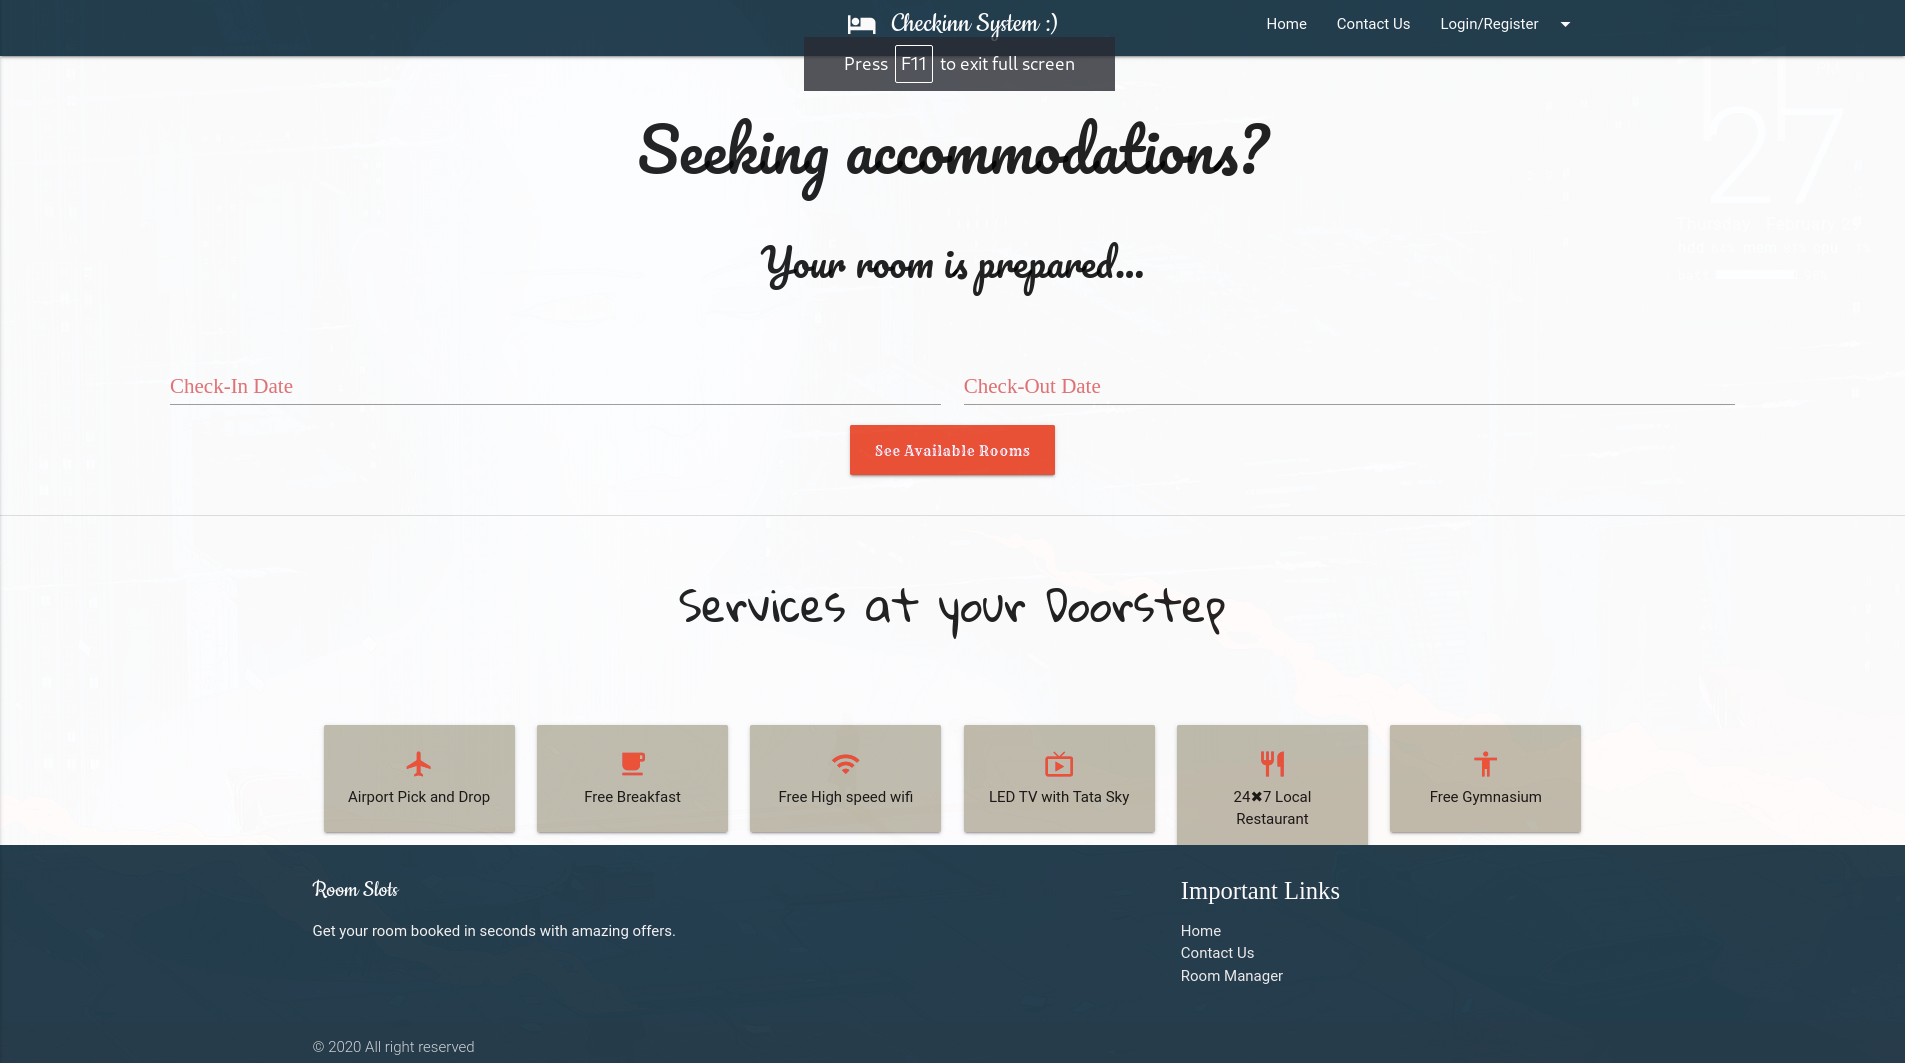 Checkinn System :)
Home
Contact Us
Login/Register
Press F11 to exit full screen
Seeking accommodations?
27
Your room is prepared...
Check-In Date
Check-Out Date
See Available Rooms
Services at your Doorstep
Airport Pick and Drop
Free Breakfast
Free High speed wifi
LED TV with Tata Sky
24✖7 Local
Restaurant
Free Gymnasium
Room Slots
Get your room booked in seconds with amazing offers.
Important Links
Home
Contact Us
Room Manager
© 2020 All right reserved